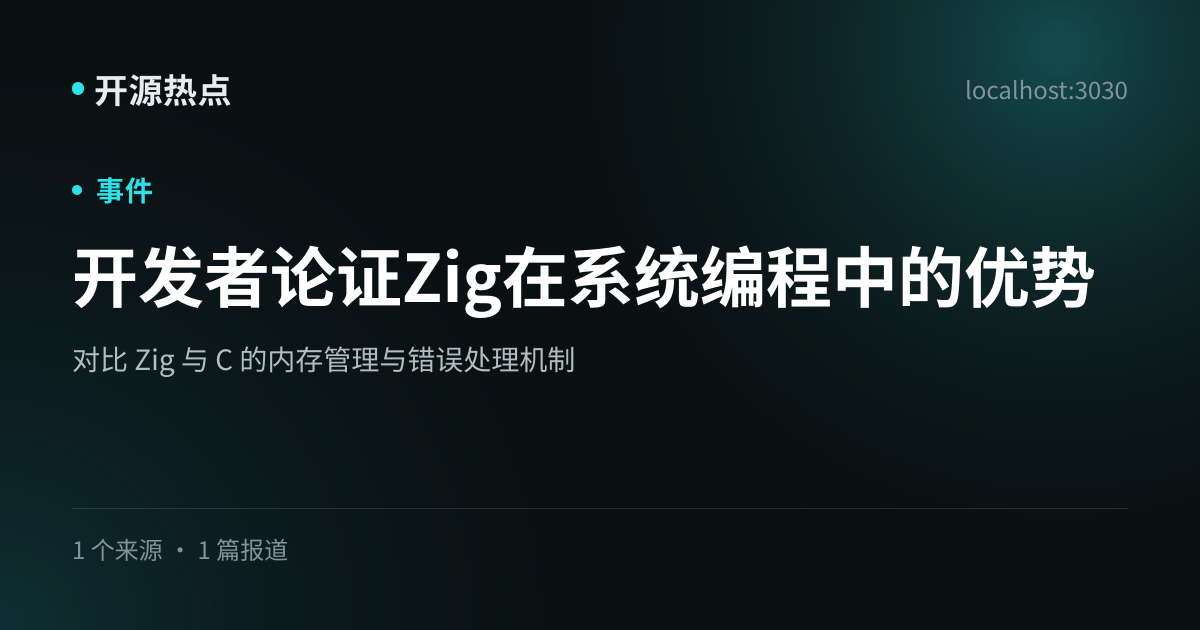 开源热点
localhost:3030
事件
开发者论证Zig在系统编程中的优势
对比 Zig 与 C 的内存管理与错误处理机制
1 个来源 · 1 篇报道